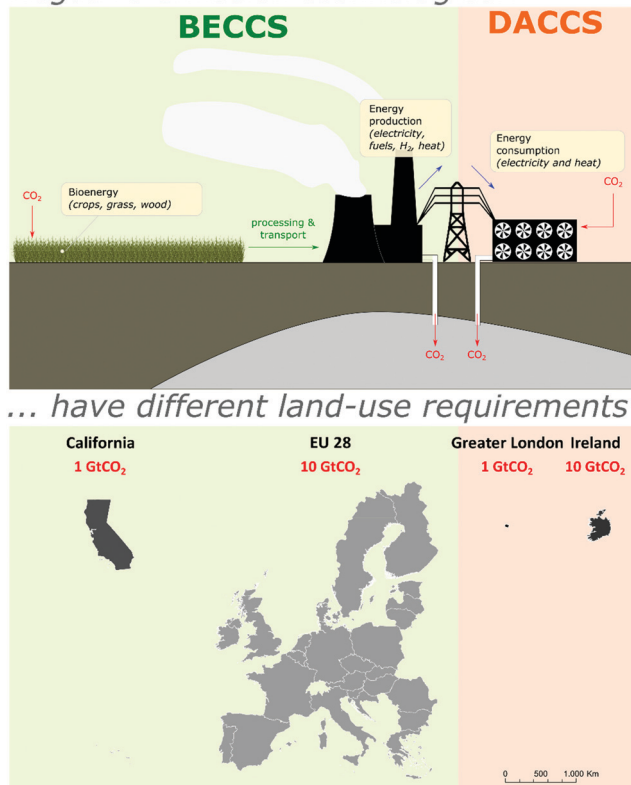 BECCS
DACCS
Energy
production
(electricity,
fuels, H₂, heat)
Energy
consumption
(electricity and heat)
CO₂
CO₂
Bioenergy
(crops, grass, wood)
processing &
transport
CO₂
CO₂
... have different land-use requirements
California
EU 28
Greater London
Ireland
1 GtCO₂
10 GtCO₂
1 GtCO₂
10 GtCO₂
0
500
1.000 Km